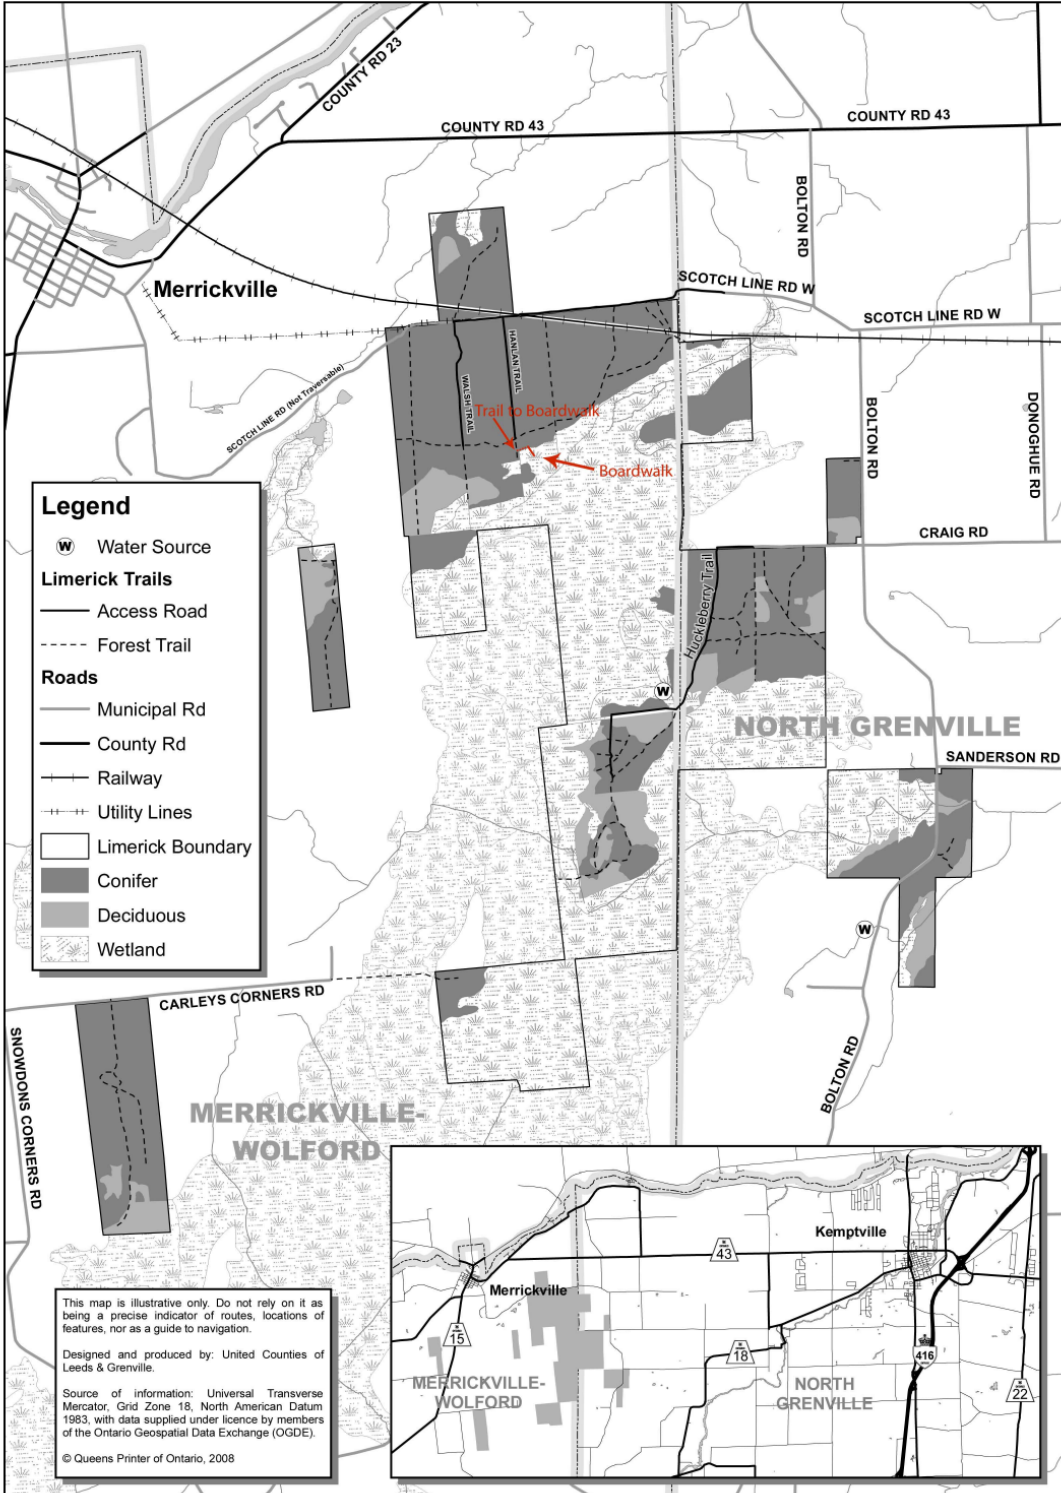 COUNTY RD 23
COUNTY RD 43
COUNTY RD 43
BOLTON RD
Merrickville
SCOTCH LINE RD W
SCOTCH LINE RD W
HANLAN TRAIL
WALSH TRAIL
SCOTCH LINE RD (Not Traversable)
Trail to Boardwalk
Boardwalk
BOLTON RD
DONOGHUE RD
CRAIG RD
Huckleberry Trail
W
NORTH GRENVILLE
SANDERSON RD
W
BOLTON RD
Legend
W Water Source
Limerick Trails
Access Road
Forest Trail
Roads
Municipal Rd
County Rd
Railway
Utility Lines
Limerick Boundary
Conifer
Deciduous
Wetland
CARLEYS CORNERS RD
SNOWDONS CORNERS RD
MERRICKVILLE-
WOLFORD
This map is illustrative only. Do not rely on it as
being a precise indicator of routes, locations of
features, nor as a guide to navigation.
Designed and produced by: United Counties of
Leeds & Grenville.
Source of information: Universal Transverse
Mercator, Grid Zone 18, North American Datum
1983, with data supplied under licence by members
of the Ontario Geospatial Data Exchange (OGDE).
© Queens Printer of Ontario, 2008
Kemptville
43
Merrickville
15
18
416
22
MERRICKVILLE-
WOLFORD
NORTH
GRENVILLE